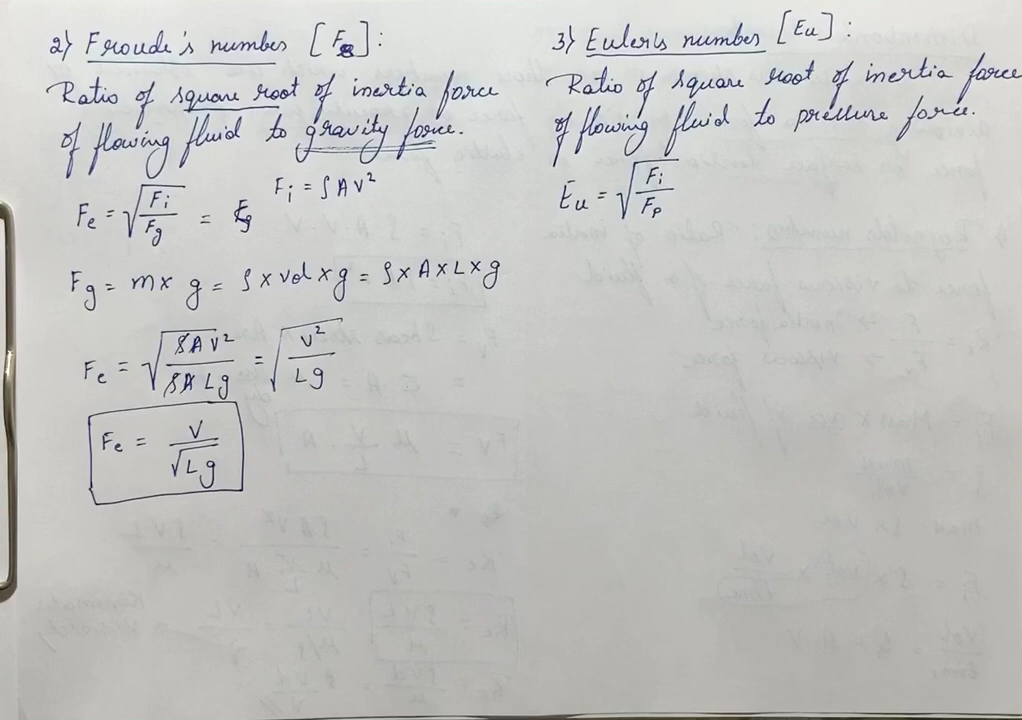 2) Froude's number [Fe]:
Ratio of square root of inertia force
of flowing fluid to gravity force.
Fe = √(Fi/Fg) = Fg
Fi = ρAV²
Fg = m× g = ρ × vol × g = ρ × A × L × g
Fe = √(ρAV²/ρALg) = √(V²/Lg)
Fe = V/√Lg
3) Euler's number [Eu]:
Ratio of square root of inertia force
of flowing fluid to pressure force.
Eu = √(Fi/Fp)